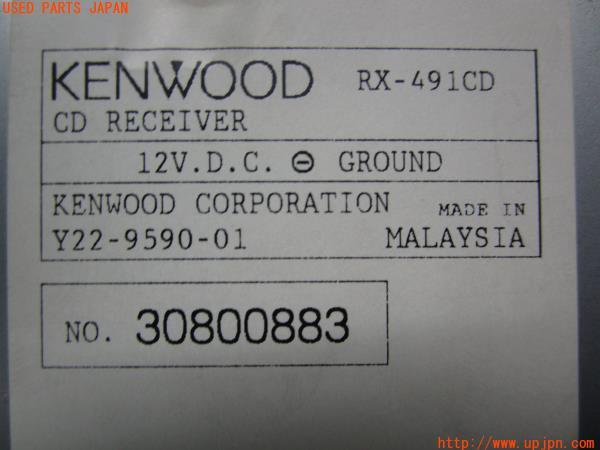 USED PARTS JAPAN
KENWOOD RX-491CD
CD RECEIVER
12V.D.C. ⊖ GROUND
KENWOOD CORPORATION MADE IN
Y22-9590-01 MALAYSIA
NO. 30800883
http://www.upjpn.com